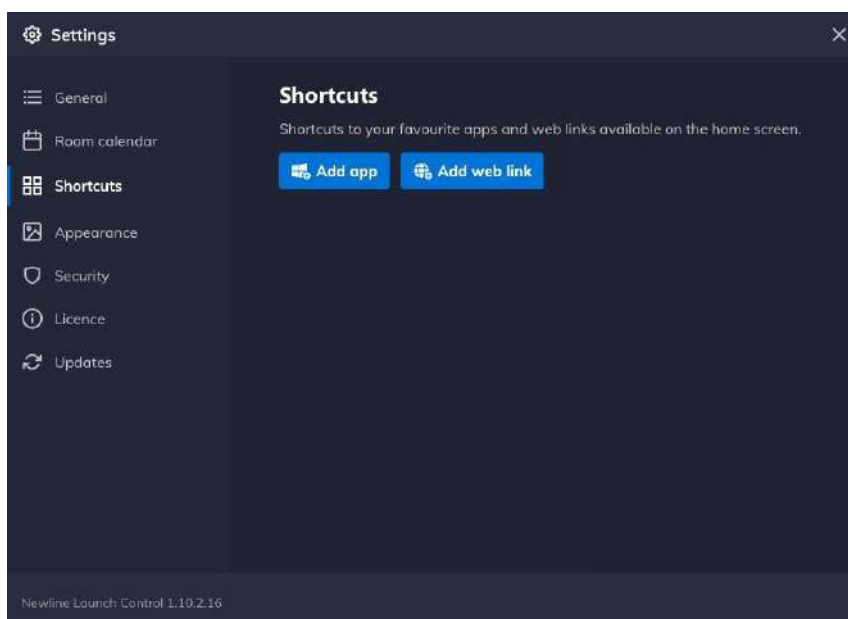 Settings
General
Room calendar
Shortcuts
Appearance
Security
Licence
Updates
Shortcuts
Shortcuts to your favourite apps and web links available on the home screen.
Add app
Add web link
Newline Launch Control 1.10.2.16